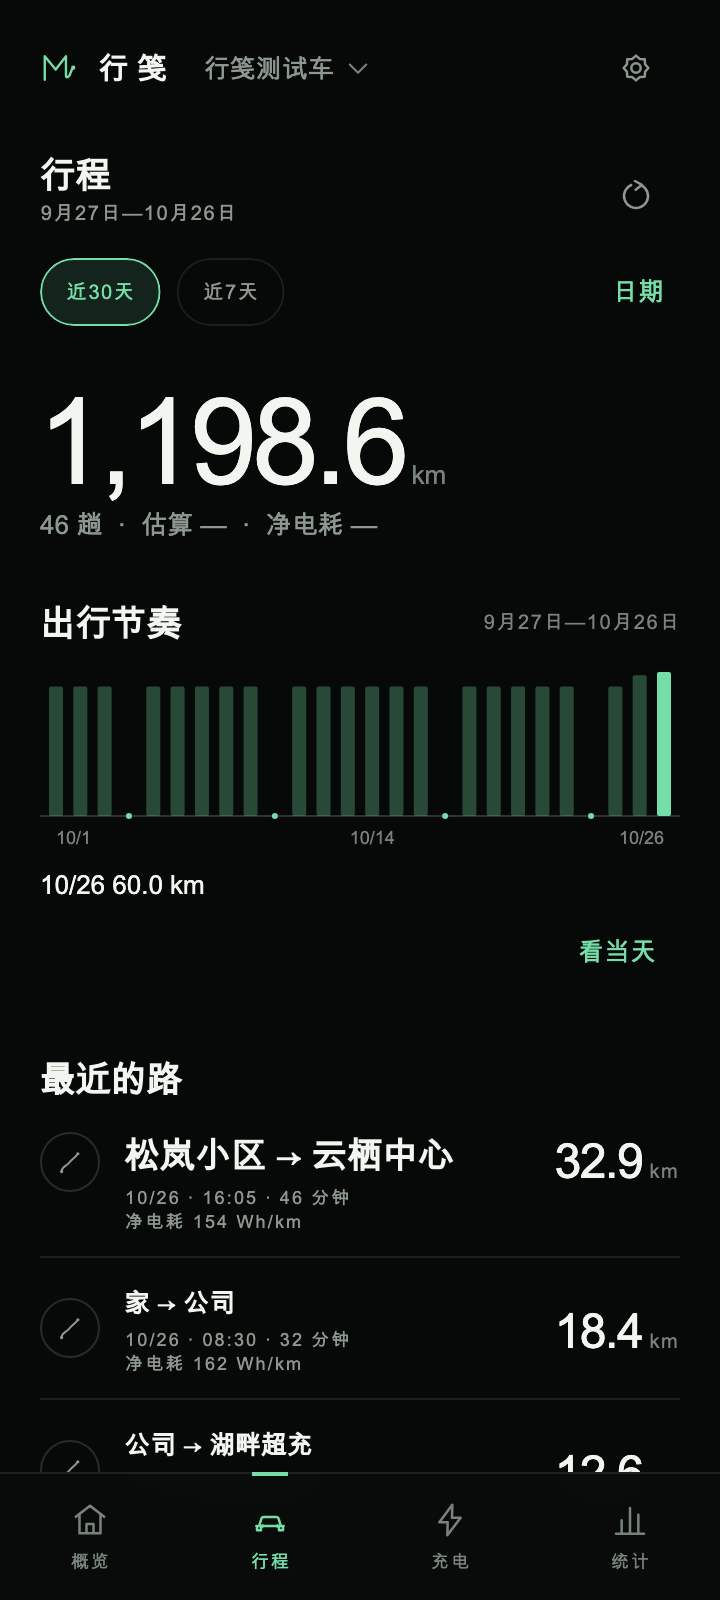 行笺 行笺测试车
行程
9月27日—10月26日
近30天 近7天 日期
1,198.6 km
46 趟 · 估算 — · 净电耗 —
出行节奏 9月27日—10月26日
10/1 10/14 10/26
10/26 60.0 km
看当天
最近的路
松岚小区 → 云栖中心 32.9 km
10/26 · 16:05 · 46 分钟
净电耗 154 Wh/km
家 → 公司 18.4 km
10/26 · 08:30 · 32 分钟
净电耗 162 Wh/km
公司 → 湖畔超充 12.6
概览 行程 充电 统计